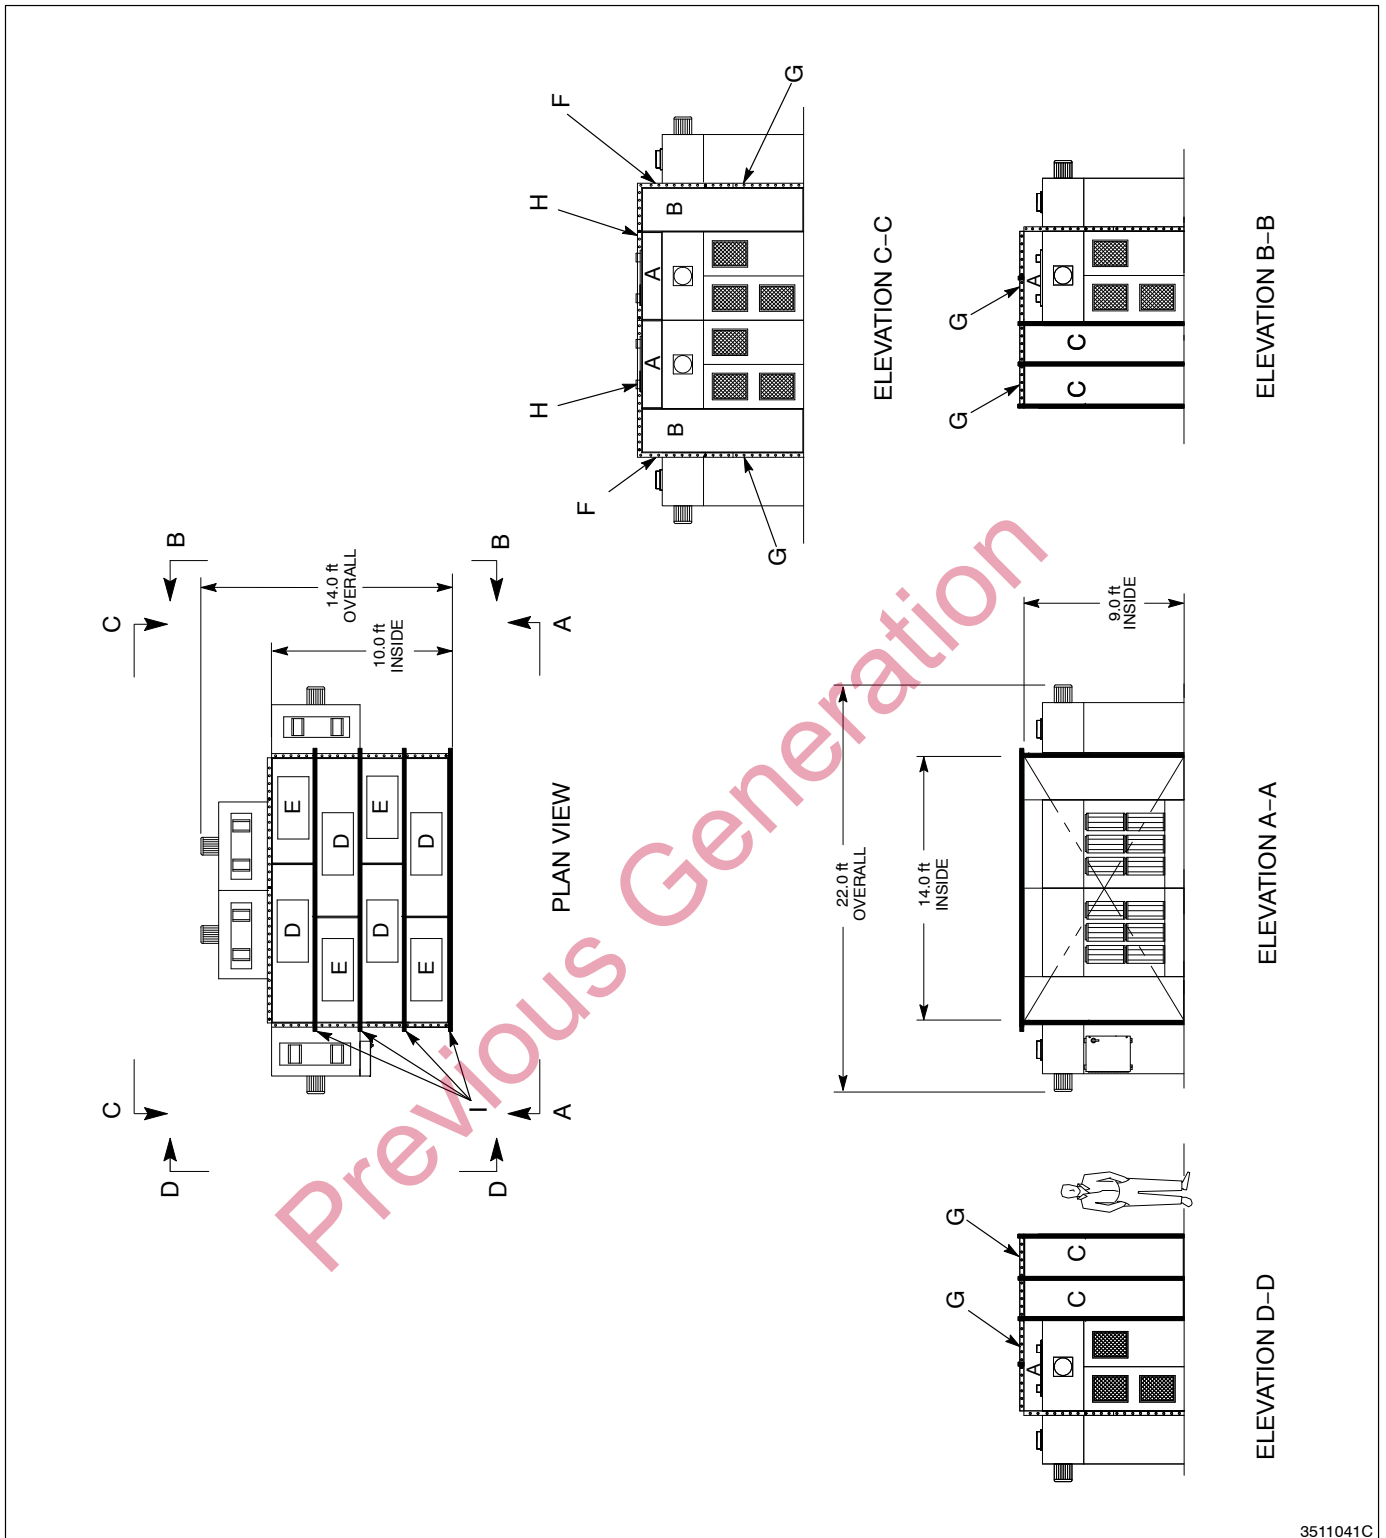 C
C
D
B
D
B
A
A
14.0 ft
OVERALL
10.0 ft
INSIDE
E
E
D
D
D
D
E
E
I
PLAN VIEW
F
F
H
H
G
G
B
A
A
B
ELEVATION C–C
G
G
C
C
A
ELEVATION B–B
22.0 ft
OVERALL
14.0 ft
INSIDE
9.0 ft
INSIDE
ELEVATION A–A
G
G
A
C
C
ELEVATION D–D
Previous Generation
3511041C